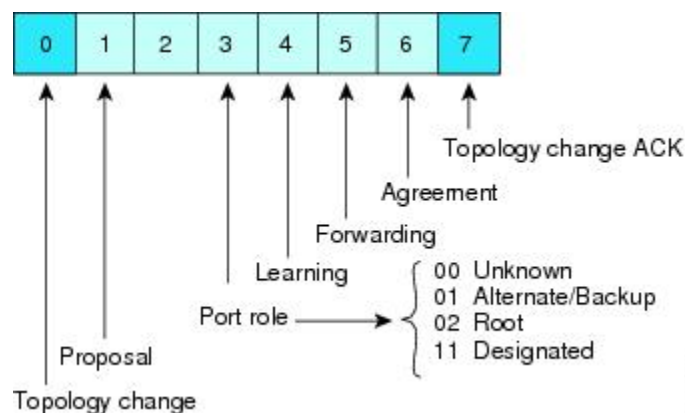 0 1 2 3 4 5 6 7
Topology change ACK
Agreement
Forwarding
Learning
00 Unknown
01 Alternate/Backup
Port role
02 Root
11 Designated
Proposal
Topology change